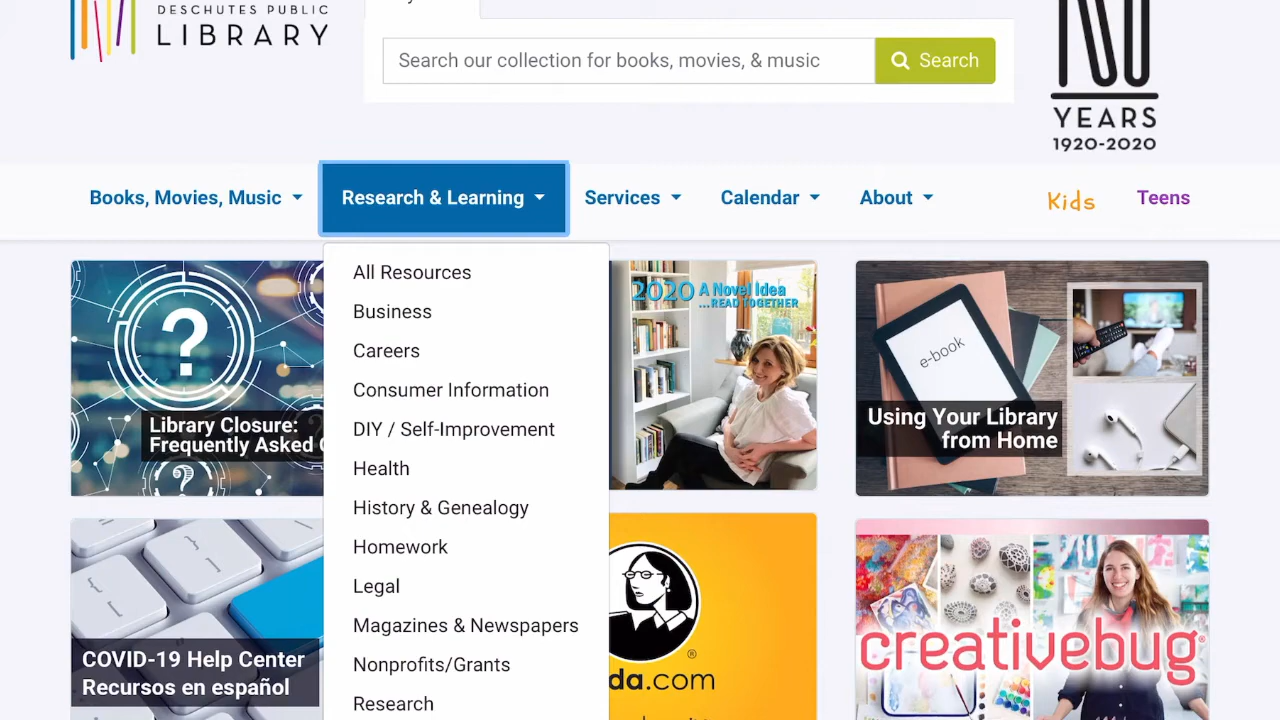 DESCHUTES PUBLIC
LIBRARY
Search our collection for books, movies, & music
Search
YEARS
1920-2020
Books, Movies, Music
Research & Learning
Services
Calendar
About
Kids
Teens
All Resources
Business
Careers
Consumer Information
DIY / Self-Improvement
Health
History & Genealogy
Homework
Legal
Magazines & Newspapers
Nonprofits/Grants
Research
?
Library Closure:
Frequently Asked
2020 A Novel Idea
...READ TOGETHER
e-book
Using Your Library
from Home
COVID-19 Help Center
Recursos en español
da.com
®
creativebug®